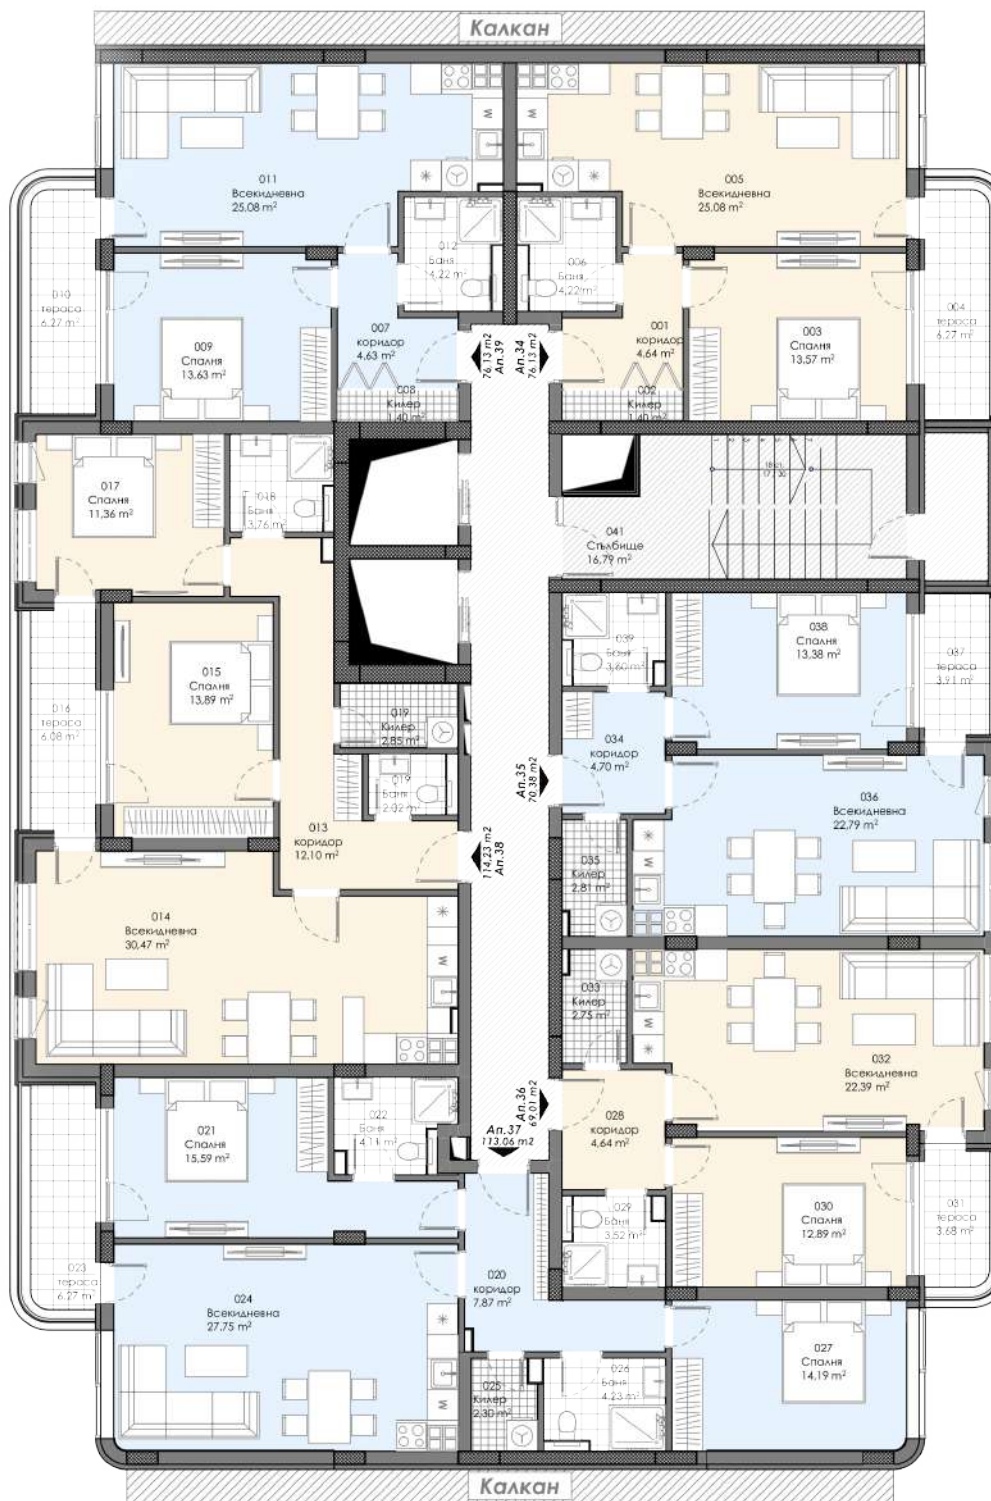 Калкан
011
Всекидневна
25,08 m²
005
Всекидневна
25,08 m²
012
Баня
4,22 m²
006
Баня
4,22 m²
010
тераса
6,27 m²
009
Спалня
13,63 m²
007
коридор
4,63 m²
008
Килер
1,40 m²
76.13 m2
Ап.39
Ап.34
76.13 m2
001
коридор
4,64 m²
002
Килер
1,40 m²
003
Спалня
13,57 m²
004
тераса
6,27 m²
017
Спалня
11,36 m²
018
Баня
3,76 m²
041
Стълбище
16,79 m²
015
Спалня
13,89 m²
016
тераса
6,08 m²
039
Баня
3,60 m²
038
Спалня
13,38 m²
037
тераса
3,91 m²
019
Килер
2,85 m²
019
Баня
2,02 m²
034
коридор
4,70 m²
Ап.35
70.38 m2
036
Всекидневна
22,79 m²
013
коридор
12,10 m²
114.23 m2
Ап.38
035
Килер
2,81 m²
014
Всекидневна
30,47 m²
033
Килер
2,75 m²
032
Всекидневна
22,39 m²
021
Спалня
15,59 m²
022
Баня
4,11 m²
Ап.37
113.06 m2
Ап.36
69.01 m2
028
коридор
4,64 m²
029
Баня
3,52 m²
030
Спалня
12,89 m²
031
тераса
3,68 m²
023
тераса
6,27 m²
024
Всекидневна
27,75 m²
020
коридор
7,87 m²
025
Килер
2,30 m²
026
Баня
4,23 m²
027
Спалня
14,19 m²
Калкан